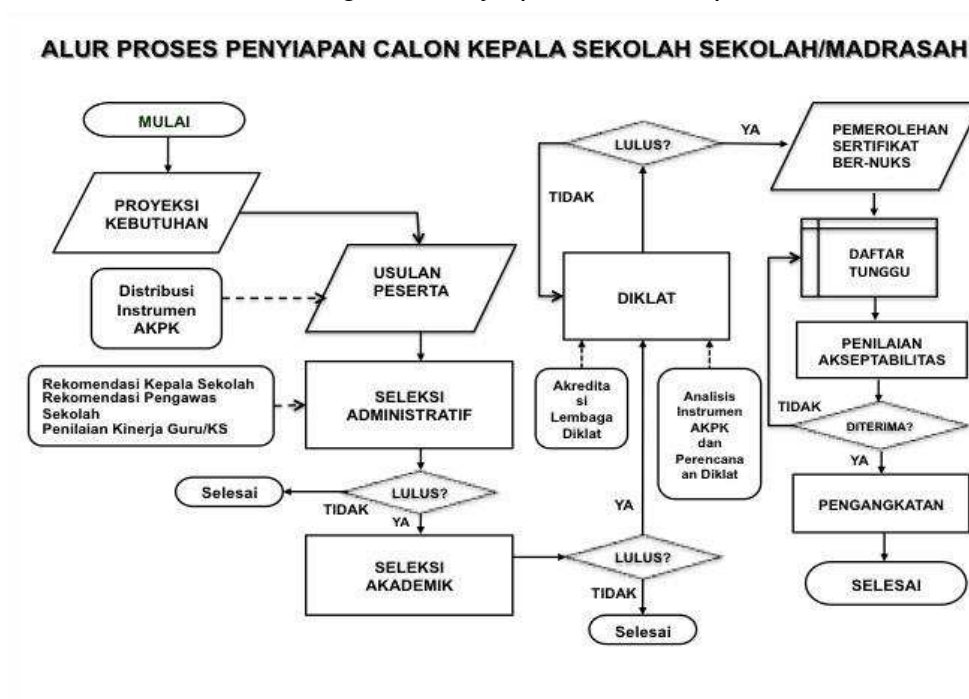 ALUR PROSES PENYIAPAN CALON KEPALA SEKOLAH SEKOLAH/MADRASAH
MULAI
PROYEKSI
KEBUTUHAN
Distribusi
Instrumen
AKPK
USULAN
PESERTA
Rekomendasi Kepala Sekolah
Rekomendasi Pengawas
Sekolah
Penilaian Kinerja Guru/KS
SELEKSI
ADMINISTRATIF
LULUS?
TIDAK
Selesai
YA
SELEKSI
AKADEMIK
LULUS?
TIDAK
Selesai
YA
DIKLAT
Akredita
si
Lembaga
Diklat
Analisis
Instrumen
AKPK
dan
Perencana
an Diklat
LULUS?
TIDAK
YA
PEMEROLEHAN
SERTIFIKAT
BER-NUKS
DAFTAR
TUNGGU
PENILAIAN
AKSEPTABILITAS
DITERIMA?
TIDAK
YA
PENGANGKATAN
SELESAI